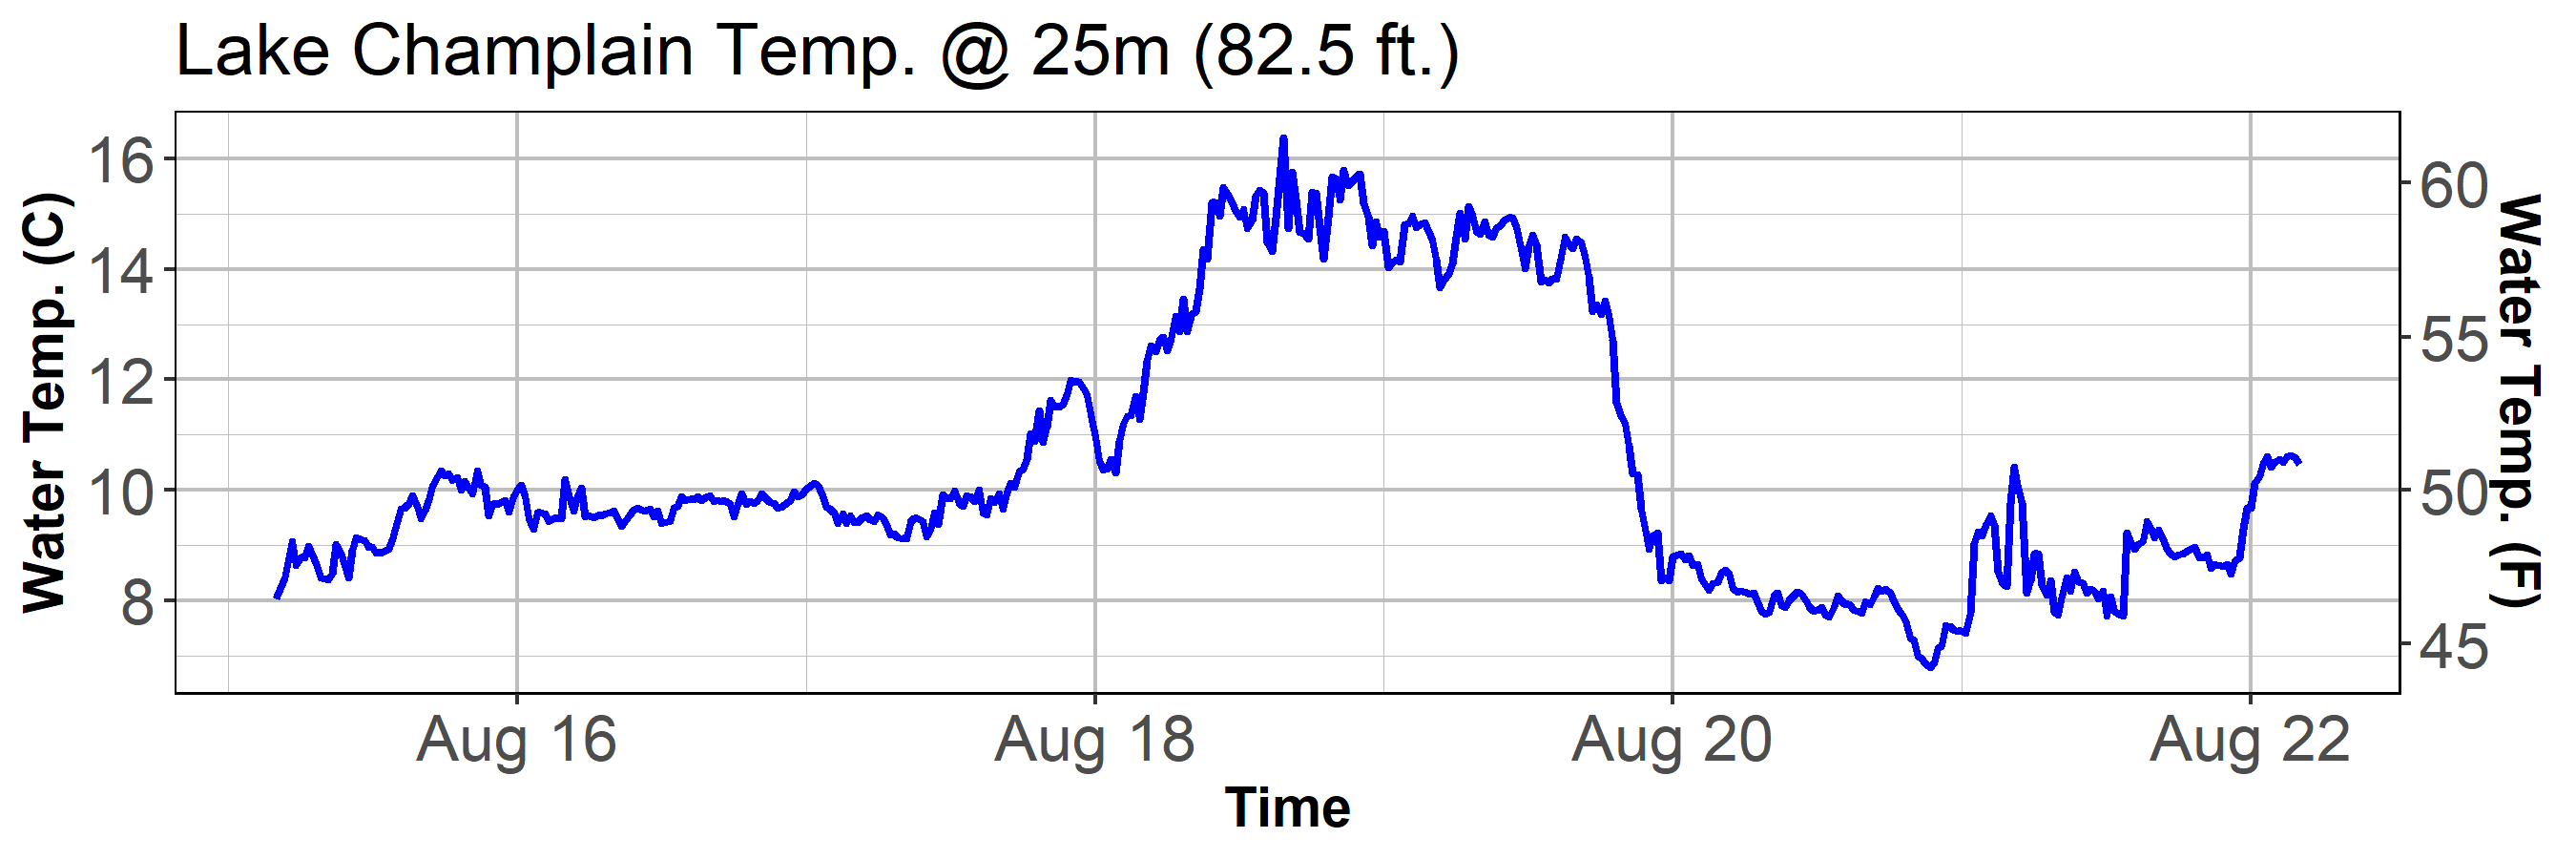 Lake Champlain Temp. @ 25m (82.5 ft.)
Water Temp. (C)
16
14
12
10
8
60
55
50
45
Water Temp. (F)
Aug 16 Aug 18 Aug 20 Aug 22
Time